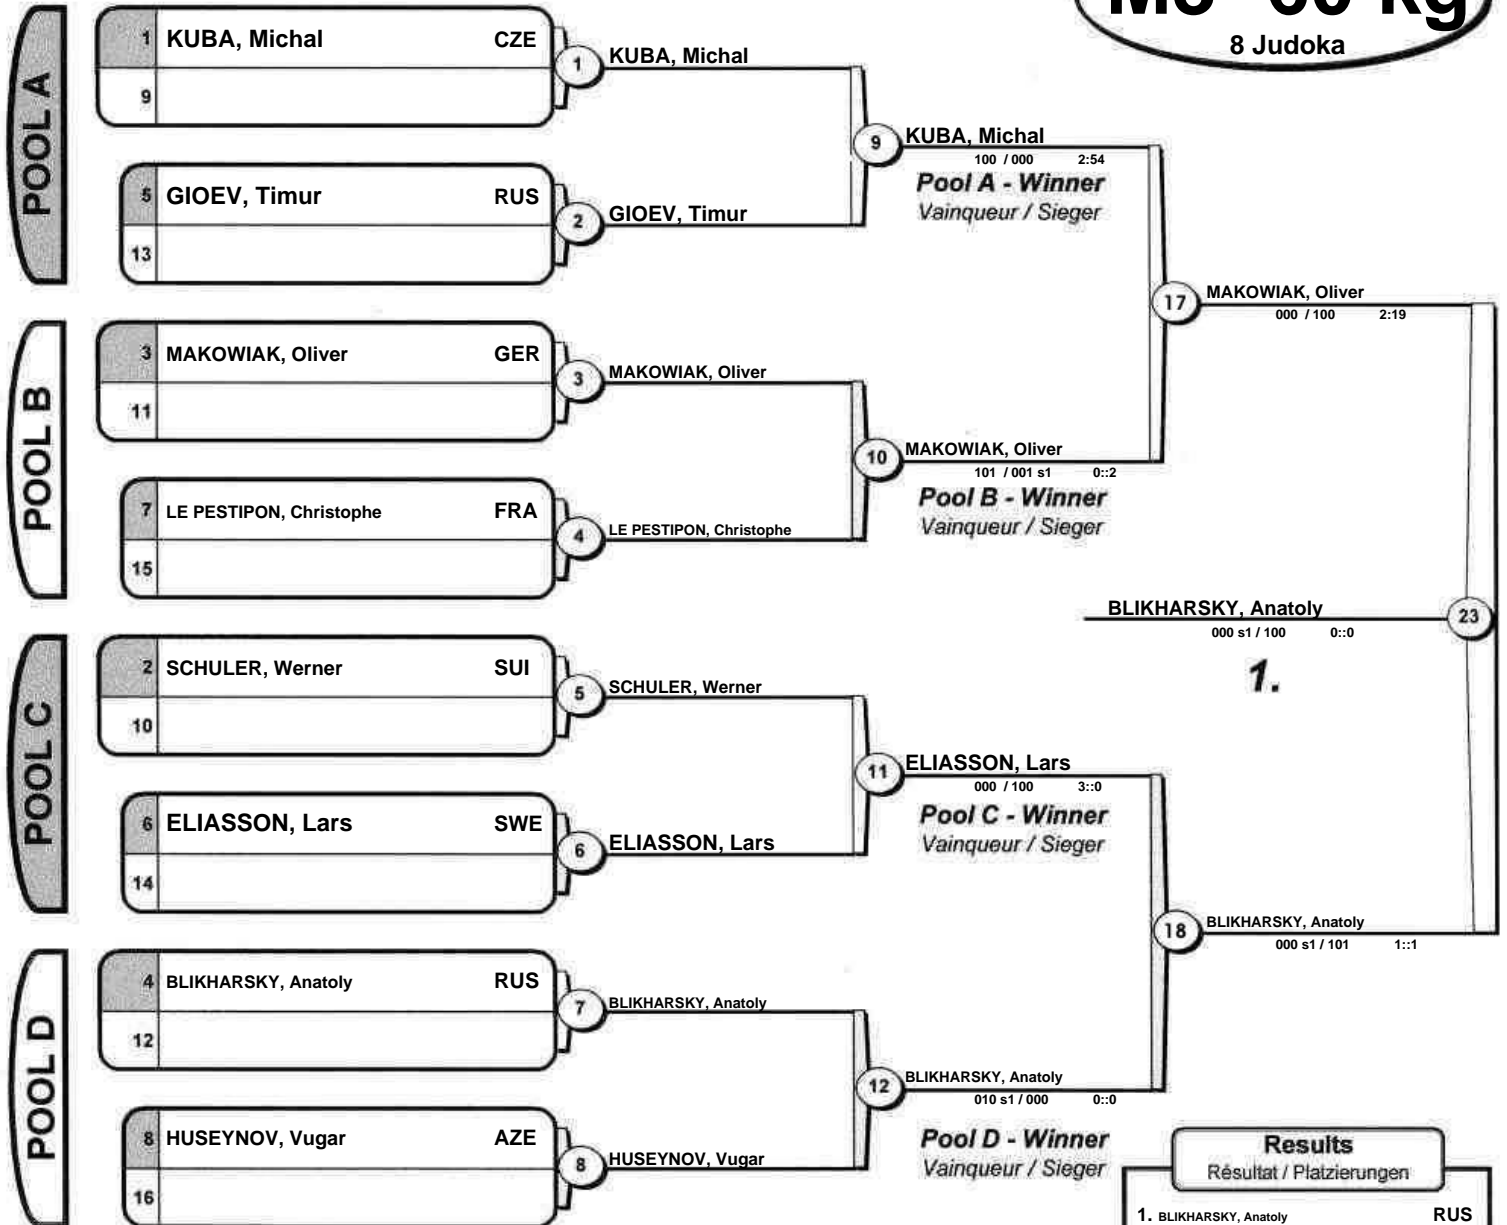 8 Judoka
POOL A
1 KUBA, Michal CZE
9
1 KUBA, Michal
5 GIOEV, Timur RUS
13
2 GIOEV, Timur
9 KUBA, Michal
100 / 000 2:54
Pool A - Winner
Vainqueur / Sieger
POOL B
3 MAKOWIAK, Oliver GER
11
3 MAKOWIAK, Oliver
7 LE PESTIPON, Christophe FRA
15
4 LE PESTIPON, Christophe
10 MAKOWIAK, Oliver
101 / 001 s1 0::2
Pool B - Winner
Vainqueur / Sieger
17 MAKOWIAK, Oliver
000 / 100 2:19
BLIKHARSKY, Anatoly 23
000 s1 / 100 0::0
1.
POOL C
2 SCHULER, Werner SUI
10
5 SCHULER, Werner
6 ELIASSON, Lars SWE
14
6 ELIASSON, Lars
11 ELIASSON, Lars
000 / 100 3::0
Pool C - Winner
Vainqueur / Sieger
POOL D
4 BLIKHARSKY, Anatoly RUS
12
7 BLIKHARSKY, Anatoly
8 HUSEYNOV, Vugar AZE
16
8 HUSEYNOV, Vugar
12 BLIKHARSKY, Anatoly
010 s1 / 000 0::0
Pool D - Winner
Vainqueur / Sieger
18 BLIKHARSKY, Anatoly
000 s1 / 101 1::1
Results
Résultat / Platzierungen
1. BLIKHARSKY, Anatoly RUS